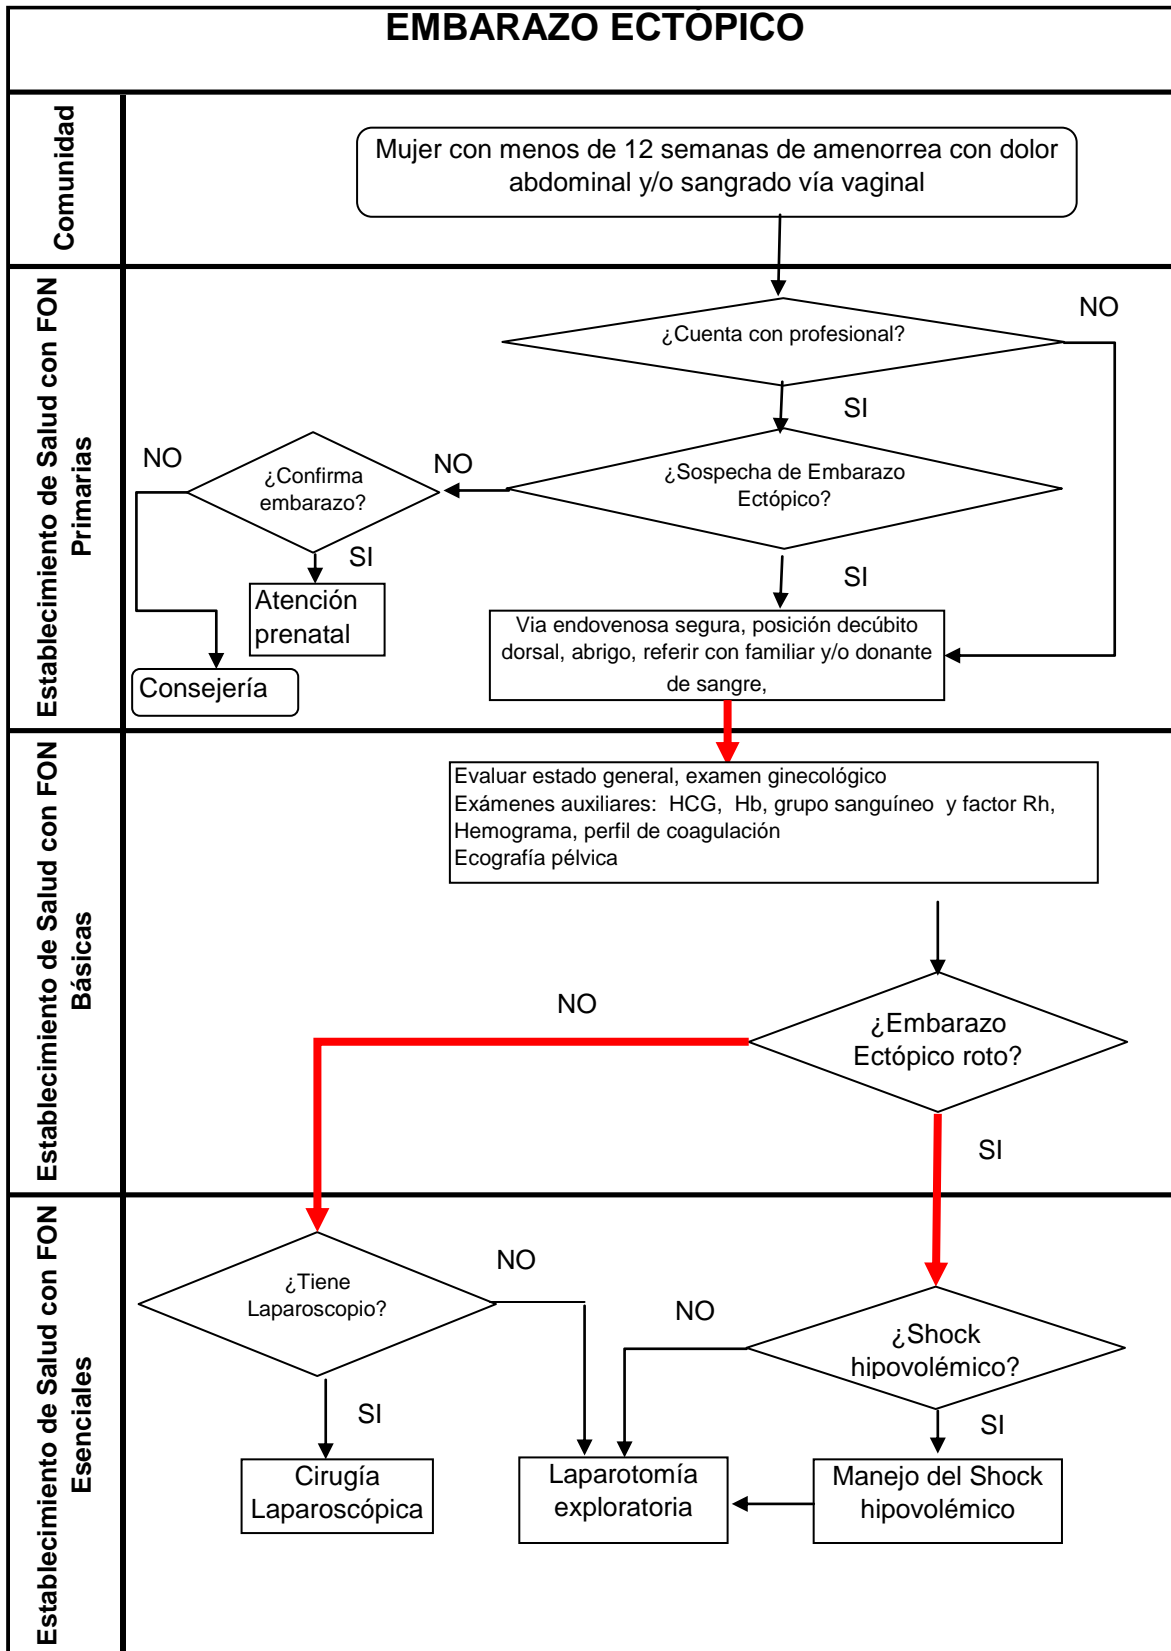 EMBARAZO ECTÓPICO
Comunidad
Mujer con menos de 12 semanas de amenorrea con dolor
abdominal y/o sangrado vía vaginal
Establecimiento de Salud con FON
Primarias
¿Cuenta con profesional?
NO
SI
¿Sospecha de Embarazo
Ectópico?
NO
¿Confirma
embarazo?
NO
SI
SI
Atención
prenatal
Consejería
Via endovenosa segura, posición decúbito
dorsal, abrigo, referir con familiar y/o donante
de sangre,
Establecimiento de Salud con FON
Básicas
Evaluar estado general, examen ginecológico
Exámenes auxiliares: HCG, Hb, grupo sanguíneo y factor Rh,
Hemograma, perfil de coagulación
Ecografía pélvica
NO
¿Embarazo
Ectópico roto?
SI
Establecimiento de Salud con FON
Esenciales
¿Tiene
Laparoscopio?
NO
NO
¿Shock
hipovolémico?
SI
SI
Cirugía
Laparoscópica
Laparotomía
exploratoria
Manejo del Shock
hipovolémico